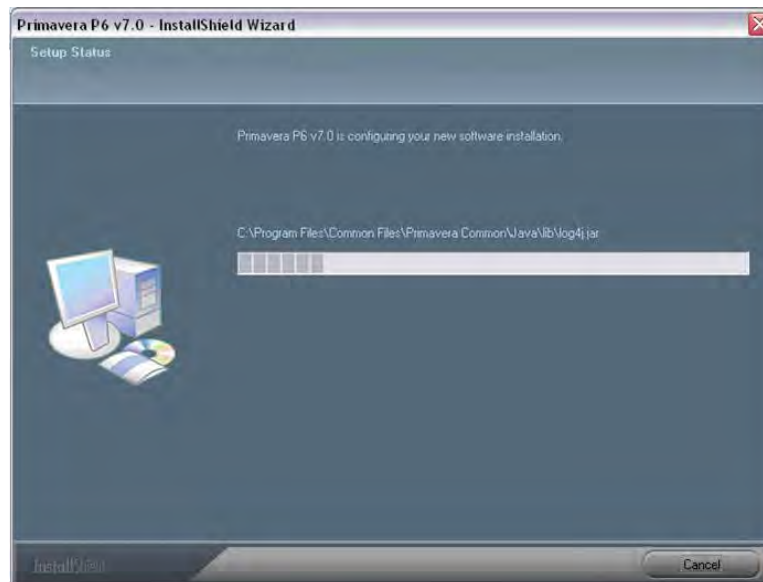 Primavera P6 v7.0 - InstallShield Wizard
Setup Status
Primavera P6 v7.0 is configuring your new software installation.
C:\Program Files\Common Files\Primavera Common\Java\lib\log4j.jar
InstallShield
Cancel